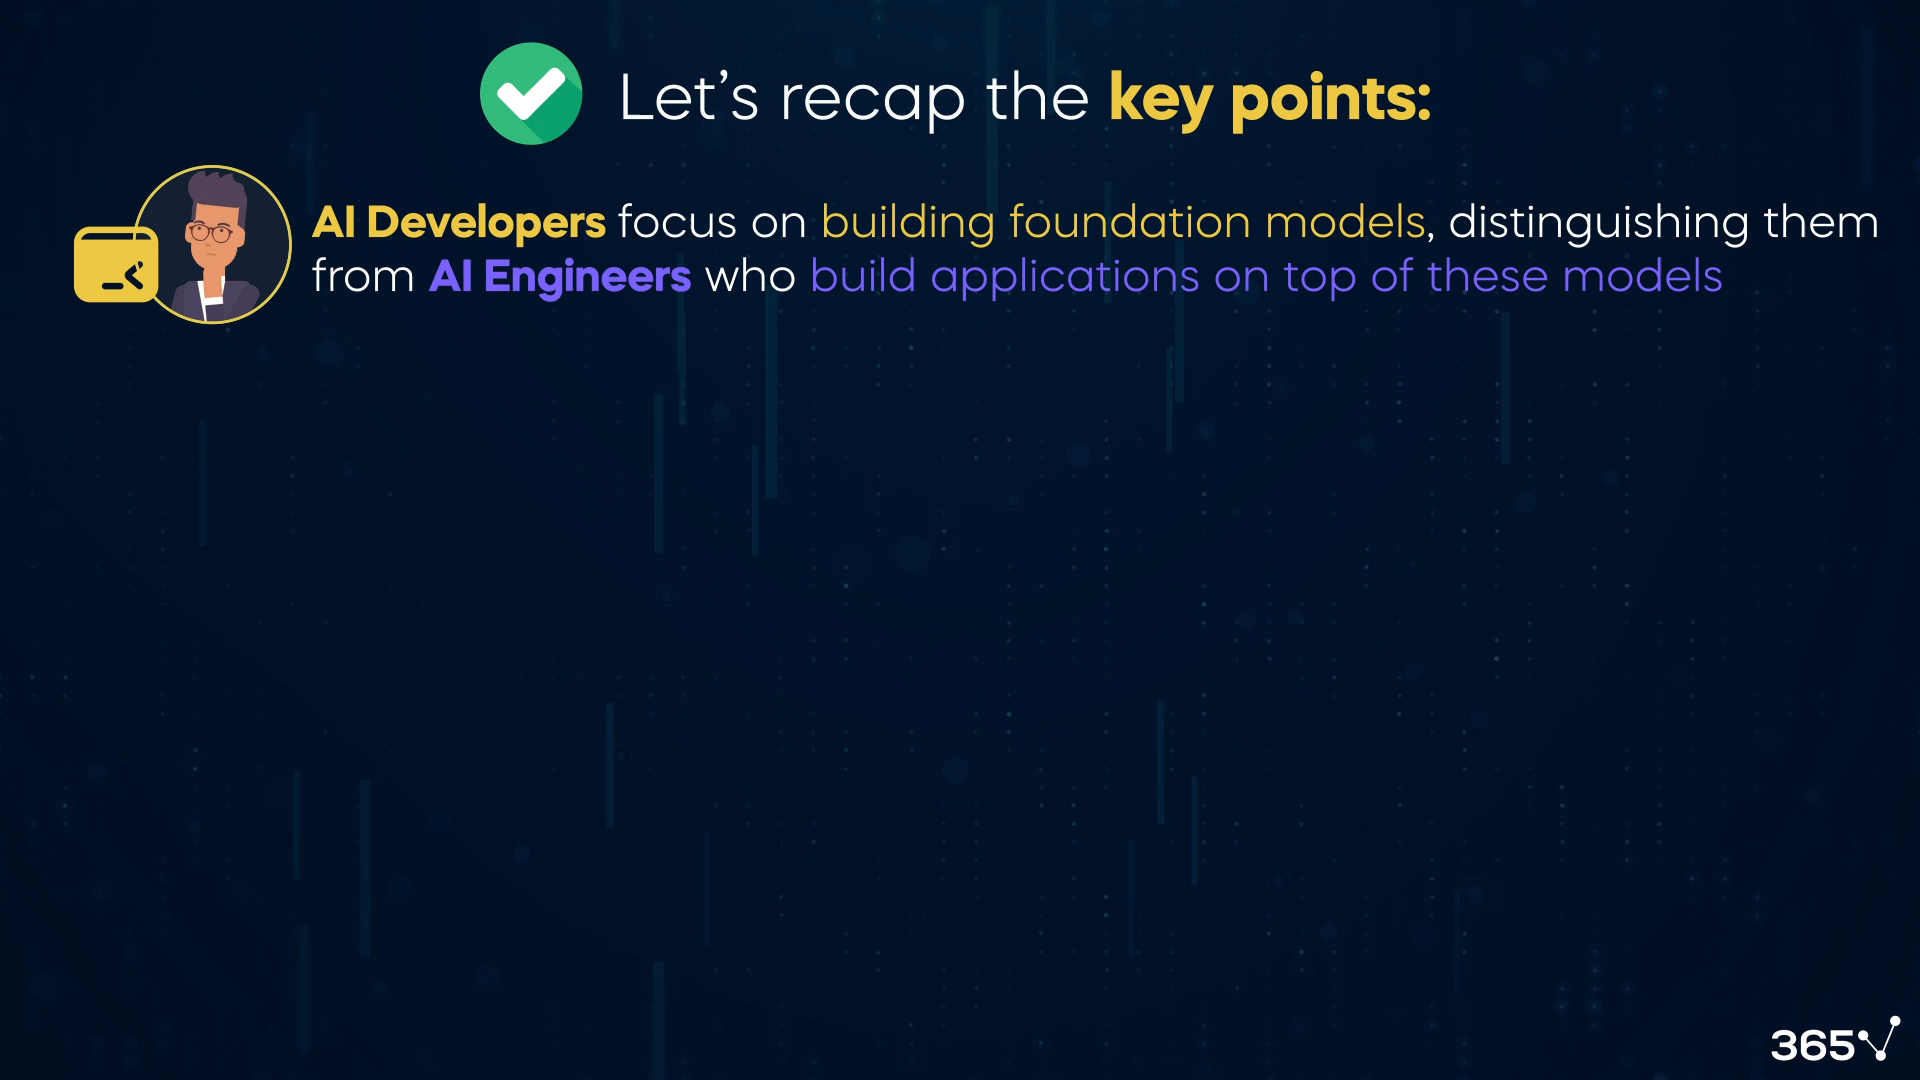 Let’s recap the key points:
AI Developers focus on building foundation models, distinguishing them
from AI Engineers who build applications on top of these models
365